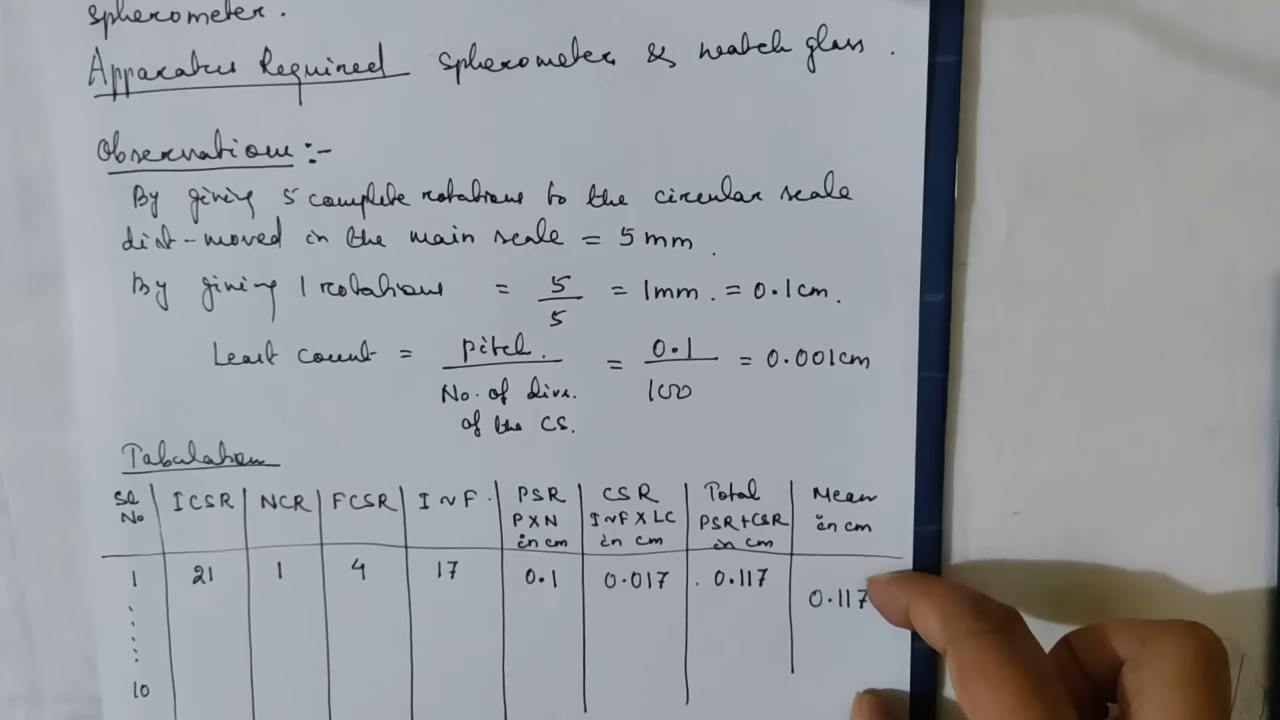 spherometer.
Apparatus Required spherometer & watch glass.
Observations :-
By giving 5 complete rotations to the circular scale
dist-moved in the main scale = 5 mm.
By giving 1 rotations = 5/5 = 1mm. = 0.1cm.
Least count = pitch. / No. of divs. of the CS. = 0.1/100 = 0.001cm
Tabulation
Sl No | ICSR | NCR | FCSR | I ~ F. | PSR P X N in cm | CSR I~F X LC in cm | Total PSR+CSR in cm | Mean in cm
1 | 21 | 1 | 4 | 17 | 0.1 | 0.017 | 0.117 | 0.117
10